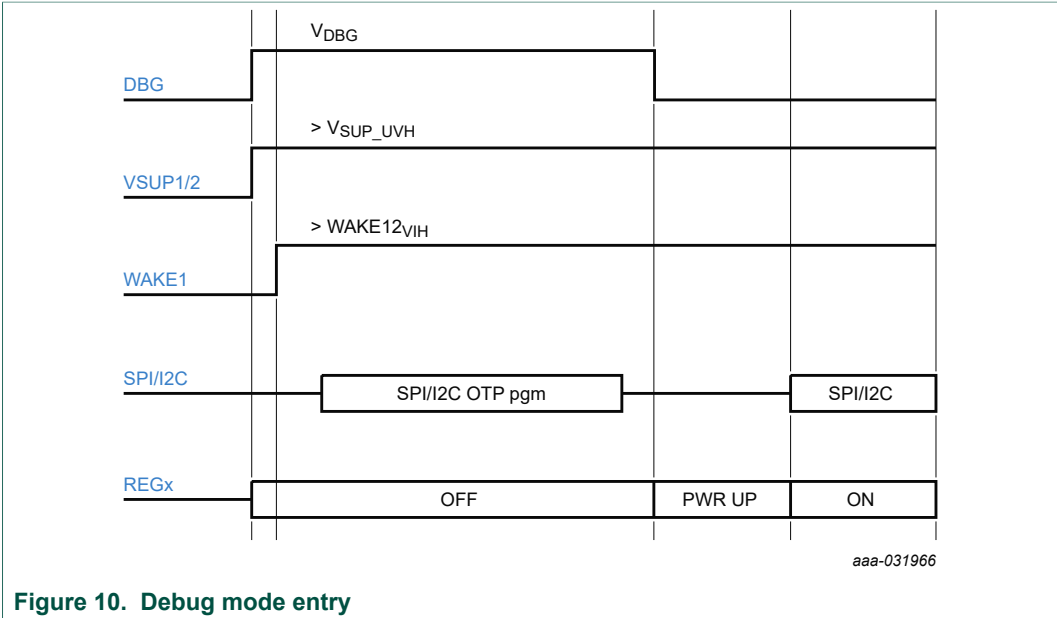 VDBG
DBG
> VSUP_UVH
VSUP1/2
> WAKE12VIH
WAKE1
SPI/I2C
SPI/I2C OTP pgm
SPI/I2C
REGx
OFF
PWR UP
ON
aaa-031966
Figure 10. Debug mode entry